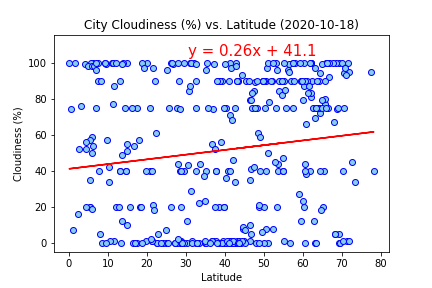 City Cloudiness (%) vs. Latitude (2020-10-18)
y = 0.26x + 41.1
100
80
60
40
20
0
Cloudiness (%)
0 10 20 30 40 50 60 70 80
Latitude